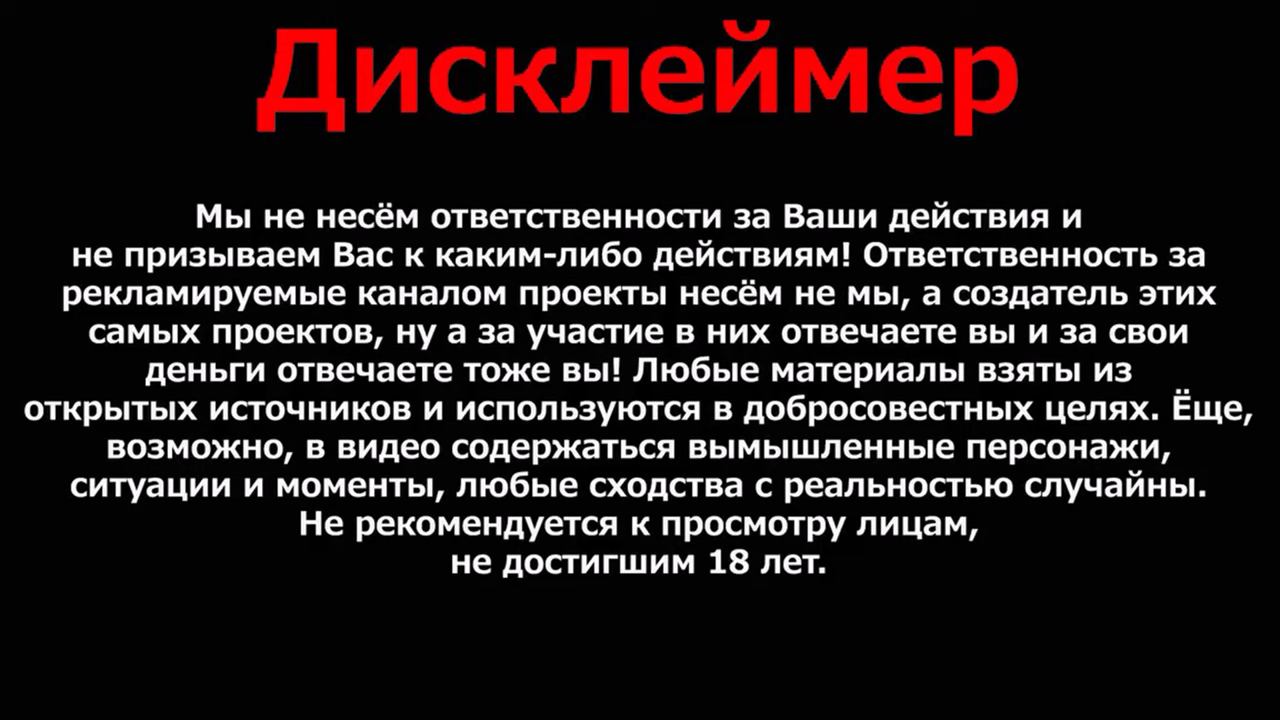 Дисклеймер
Мы не несём ответственности за Ваши действия и
не призываем Вас к каким-либо действиям! Ответственность за
рекламируемые каналом проекты несём не мы, а создатель этих
самых проектов, ну а за участие в них отвечаете вы и за свои
деньги отвечаете тоже вы! Любые материалы взяты из
открытых источников и используются в добросовестных целях. Ёще,
возможно, в видео содержаться вымышленные персонажи,
ситуации и моменты, любые сходства с реальностью случайны.
Не рекомендуется к просмотру лицам,
не достигшим 18 лет.